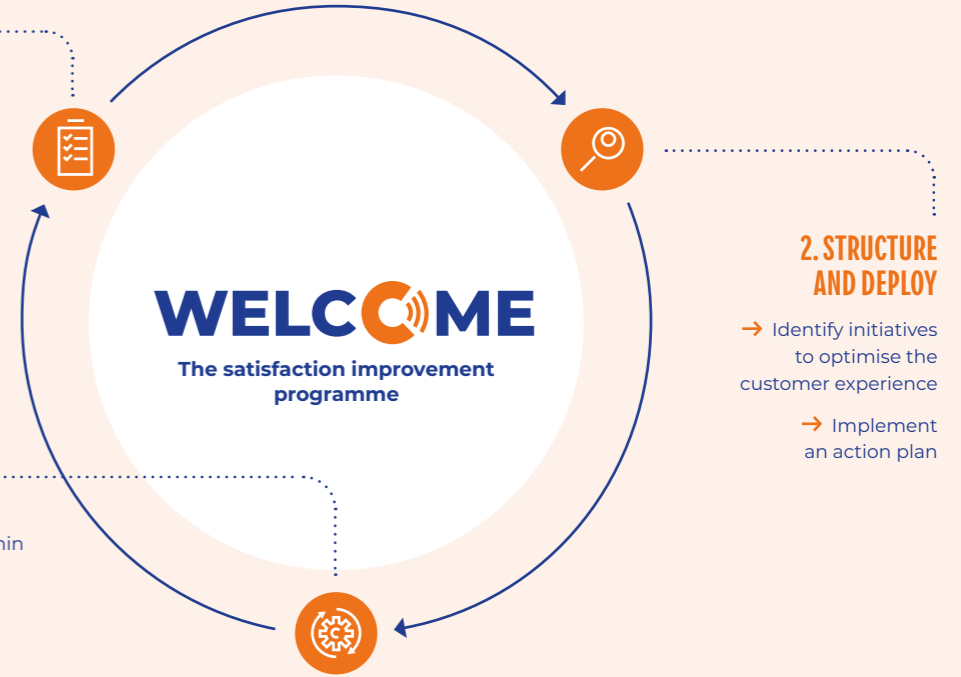 WELCOME
The satisfaction improvement
programme
2. STRUCTURE
AND DEPLOY
→ Identify initiatives
to optimise the
customer experience
→ Implement
an action plan